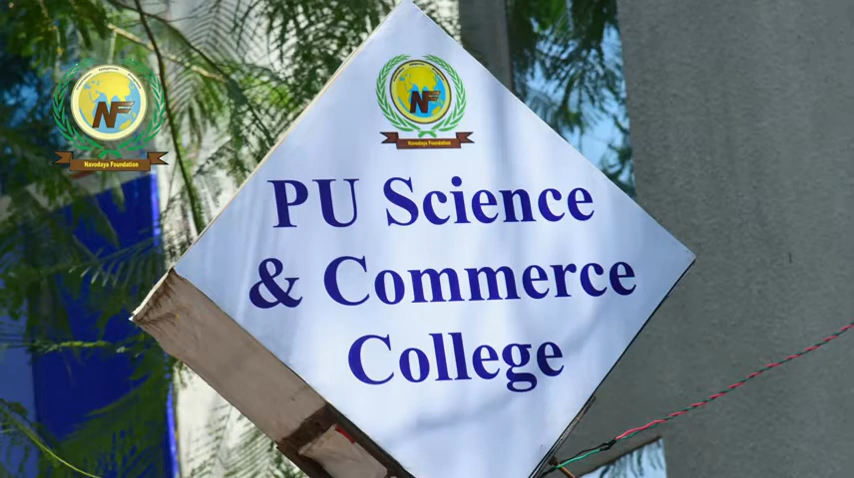 NF
Navodaya Foundation
NF
Navodaya Foundation
PU Science
& Commerce
College